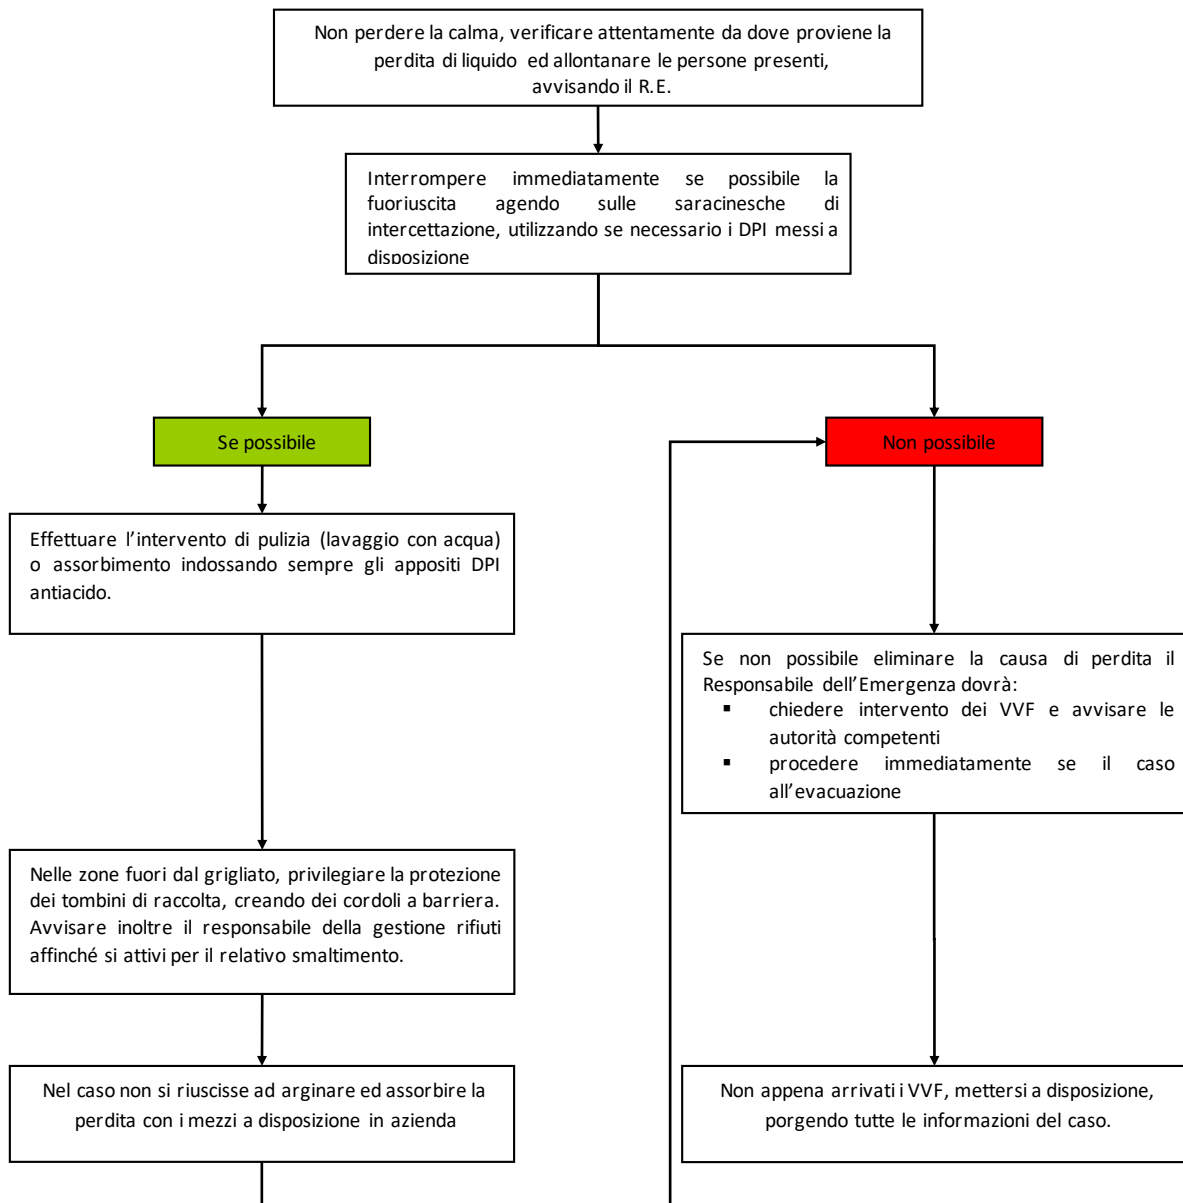 Non perdere la calma, verificare attentamente da dove proviene la
perdita di liquido ed allontanare le persone presenti,
avvisando il R.E.
Interrompere immediatamente se possibile la
fuoriuscita agendo sulle saracinesche di
intercettazione, utilizzando se necessario i DPI messi a
disposizione
Se possibile
Non possibile
Effettuare l’intervento di pulizia (lavaggio con acqua)
o assorbimento indossando sempre gli appositi DPI
antiacido.
Se non possibile eliminare la causa di perdita il
Responsabile dell’Emergenza dovrà:
▪ chiedere intervento dei VVF e avvisare le
autorità competenti
▪ procedere immediatamente se il caso
all’evacuazione
Nelle zone fuori dal grigliato, privilegiare la protezione
dei tombini di raccolta, creando dei cordoli a barriera.
Avvisare inoltre il responsabile della gestione rifiuti
affinché si attivi per il relativo smaltimento.
Nel caso non si riuscisse ad arginare ed assorbire la
perdita con i mezzi a disposizione in azienda
Non appena arrivati i VVF, mettersi a disposizione,
porgendo tutte le informazioni del caso.